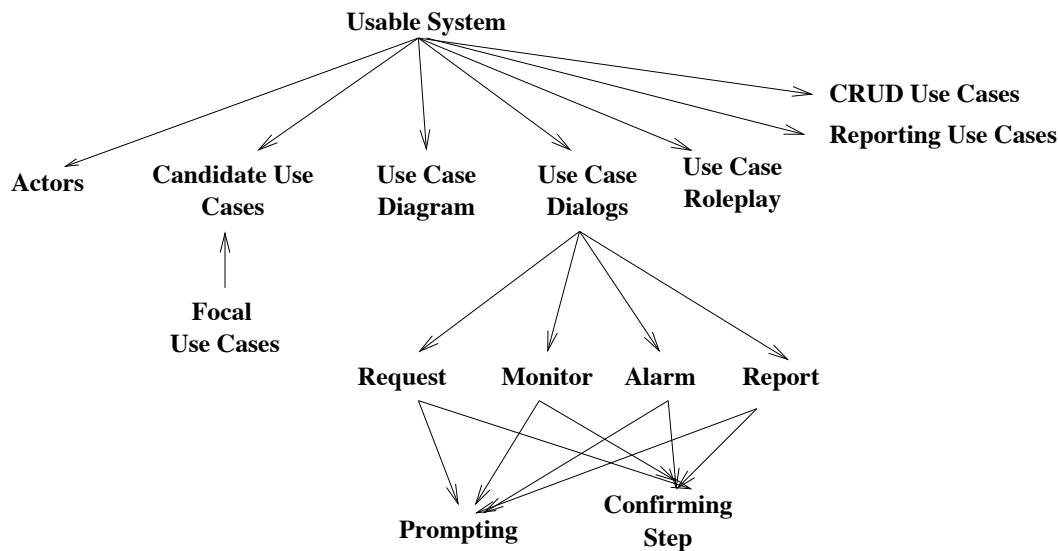 Usable System
CRUD Use Cases
Reporting Use Cases
Actors
Candidate Use
Cases
Use Case
Diagram
Use Case
Dialogs
Use Case
Roleplay
Focal
Use Cases
Request
Monitor
Alarm
Report
Prompting
Confirming
Step